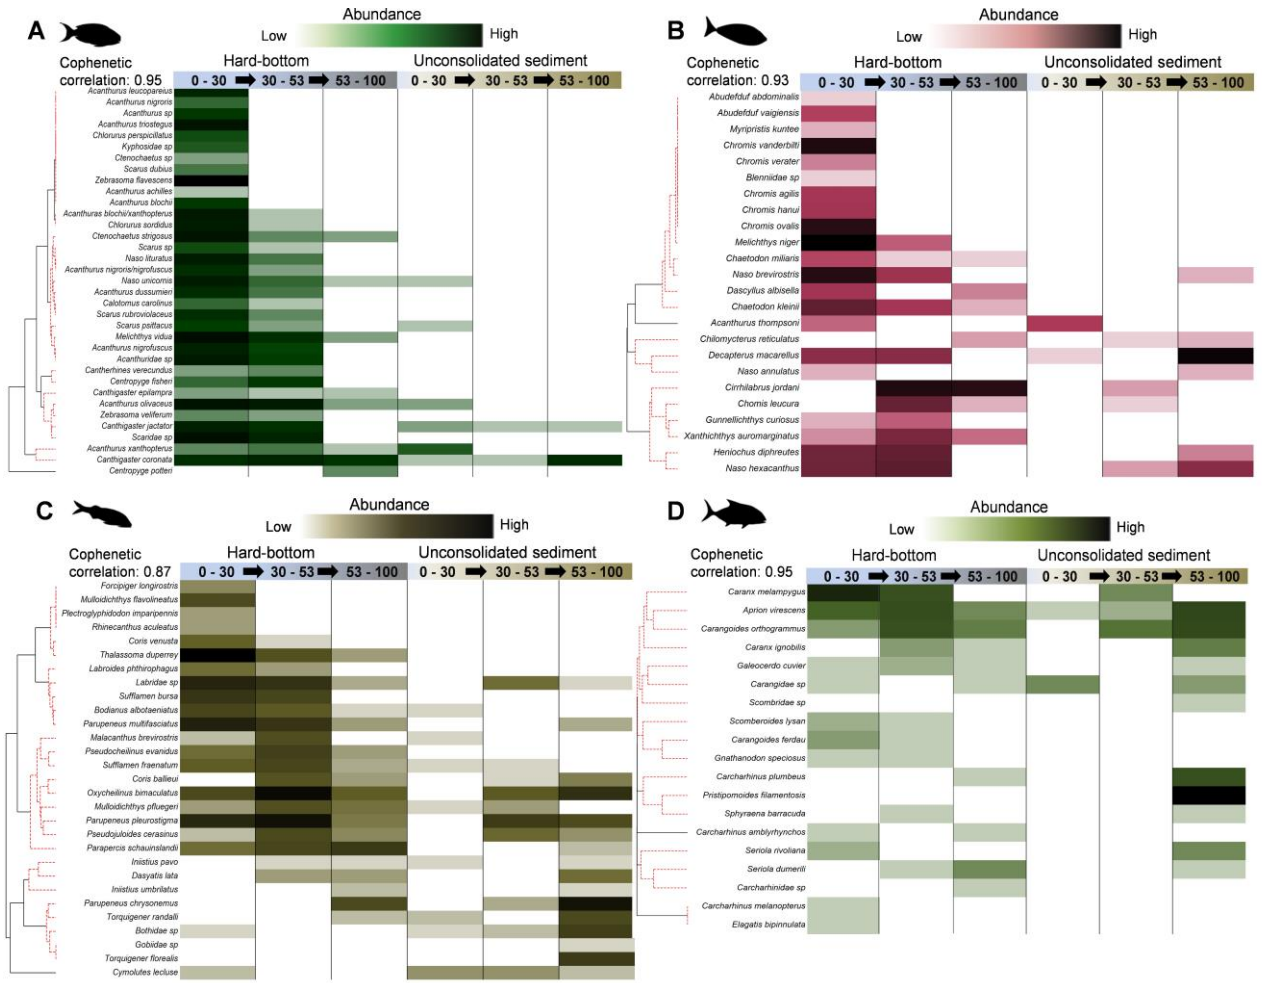 A
Abundance
Low
High
Cophenetic
correlation: 0.95
Hard-bottom
Unconsolidated sediment
0 - 30
30 - 53
53 - 100
0 - 30
30 - 53
53 - 100
Acanthurus leucopareius
Acanthurus nigroris
Acanthurus sp
Acanthurus triostegus
Chlorurus perspicillatus
Kyphosidae sp
Ctenochaetus sp
Scarus dubius
Zebrasoma flavescens
Acanthurus achilles
Acanthurus blochii
Acanthuras blochii/xanthopterus
Chlorurus sordidus
Ctenochaetus strigosus
Scarus sp
Naso lituratus
Acanthurus nigroris/nigrofuscus
Naso unicornis
Acanthurus dussumieri
Calotomus carolinus
Scarus rubroviolaceus
Scarus psittacus
Melichthys vidua
Acanthurus nigrofuscus
Acanthuridae sp
Cantherhines verecundus
Centropyge fisheri
Canthigaster epilampra
Acanthurus olivaceus
Zebrasoma veliferum
Canthigaster jactator
Scaridae sp
Acanthurus xanthopterus
Canthigaster coronata
Centropyge potteri
B
Abundance
Low
High
Cophenetic
correlation: 0.93
Hard-bottom
Unconsolidated sediment
0 - 30
30 - 53
53 - 100
0 - 30
30 - 53
53 - 100
Abudefduf abdominalis
Abudefduf vaigiensis
Myripristis kuntee
Chromis vanderbilti
Chromis verater
Blenniidae sp
Chromis agilis
Chromis hanui
Chromis ovalis
Melichthys niger
Chaetodon miliaris
Naso brevirostris
Dascyllus albisella
Chaetodon kleinii
Acanthurus thompsoni
Chilomycterus reticulatus
Decapterus macarellus
Naso annulatus
Cirrhilabrus jordani
Chomis leucura
Gunnellichthys curiosus
Xanthichthys auromarginatus
Heniochus diphreutes
Naso hexacanthus
C
Abundance
Low
High
Cophenetic
correlation: 0.87
Hard-bottom
Unconsolidated sediment
0 - 30
30 - 53
53 - 100
0 - 30
30 - 53
53 - 100
Forcipiger longirostris
Mulloidichthys flavolineatus
Plectroglyphidodon imparipennis
Rhinecanthus aculeatus
Coris venusta
Thalassoma duperrey
Labroides phthirophagus
Labridae sp
Sufflamen bursa
Bodianus albotaeniatus
Parupeneus multifasciatus
Malacanthus brevirostris
Pseudocheilinus evanidus
Sufflamen fraenatum
Coris ballieui
Oxycheilinus bimaculatus
Mulloidichthys pfluegeri
Parupeneus pleurostigma
Pseudojuloides cerasinus
Parapercis schauinslandi
Iniistius pavo
Dasyatis lata
Iniistius umbrilatus
Parupeneus chrysonemus
Torquigener randalli
Bothidae sp
Gobiidae sp
Torquigener florealis
Cymolutes lecluse
D
Abundance
Low
High
Cophenetic
correlation: 0.95
Hard-bottom
Unconsolidated sediment
0 - 30
30 - 53
53 - 100
0 - 30
30 - 53
53 - 100
Caranx melampygus
Aprion virescens
Carangoides orthogrammus
Caranx ignobilis
Galeocerdo cuvier
Carangidae sp
Scombridae sp
Scomberoides lysan
Carangoides ferdau
Gnathanodon speciosus
Carcharhinus plumbeus
Pristipomoides filamentosis
Sphyraena barracuda
Carcharhinus amblyrhynchos
Seriola rivoliana
Seriola dumerili
Carcharhinidae sp
Carcharhinus melanopterus
Elagatis bipinnulata